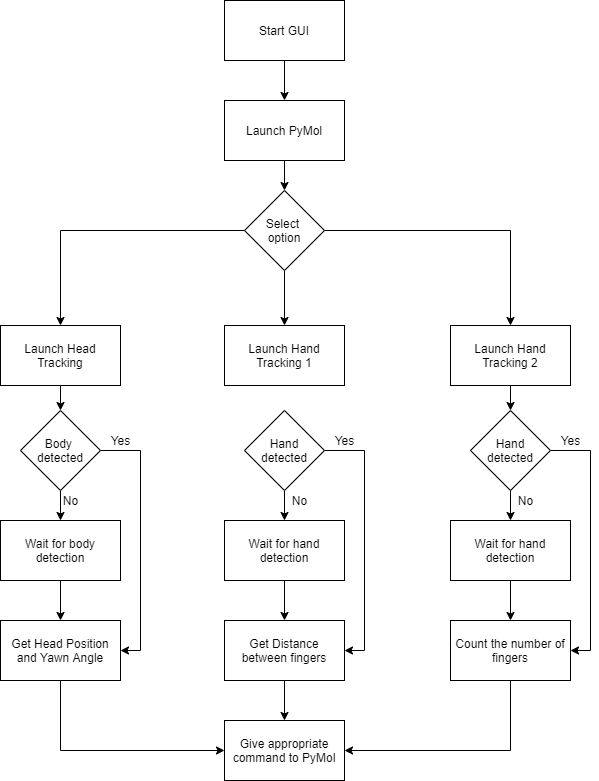 Start GUI
Launch PyMol
Select
option
Launch Head
Tracking
Launch Hand
Tracking 1
Launch Hand
Tracking 2
Body
detected
Yes
Hand
detected
Yes
Hand
detected
Yes
No
No
No
Wait for body
detection
Wait for hand
detection
Wait for hand
detection
Get Head Position
and Yawn Angle
Get Distance
between fingers
Count the number of
fingers
Give appropriate
command to PyMol